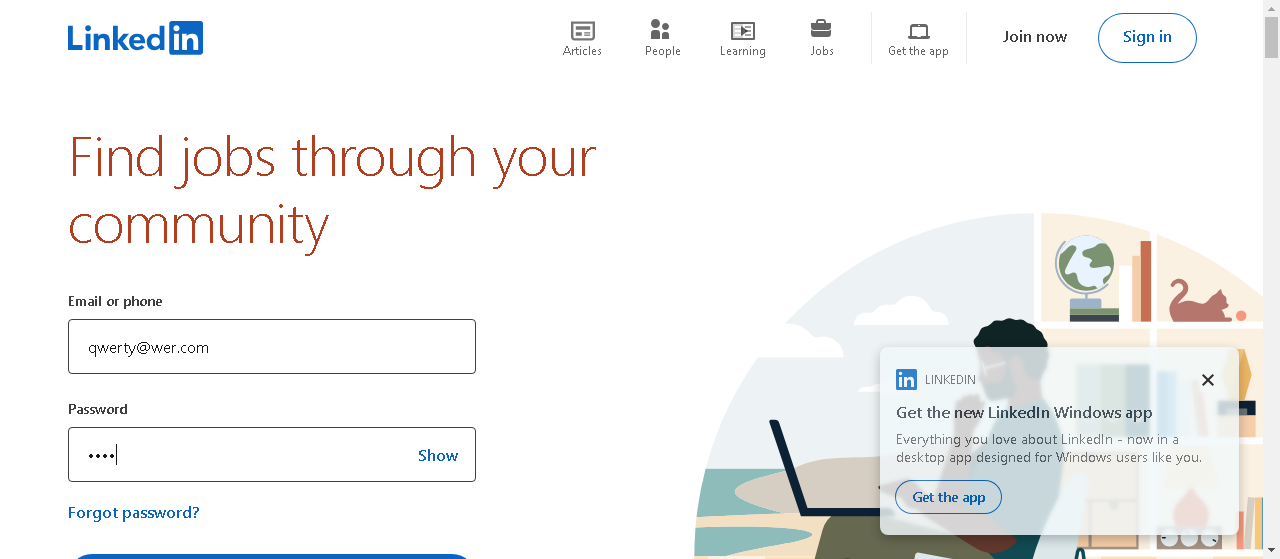 Linked in
Articles
People
Learning
Jobs
Get the app
Join now
Sign in
Find jobs through your
community
Email or phone
qwerty@wer.com
Password
••••
Show
Forgot password?
in LINKEDIN
Get the new LinkedIn Windows app
Everything you love about LinkedIn - now in a
desktop app designed for Windows users like you.
Get the app